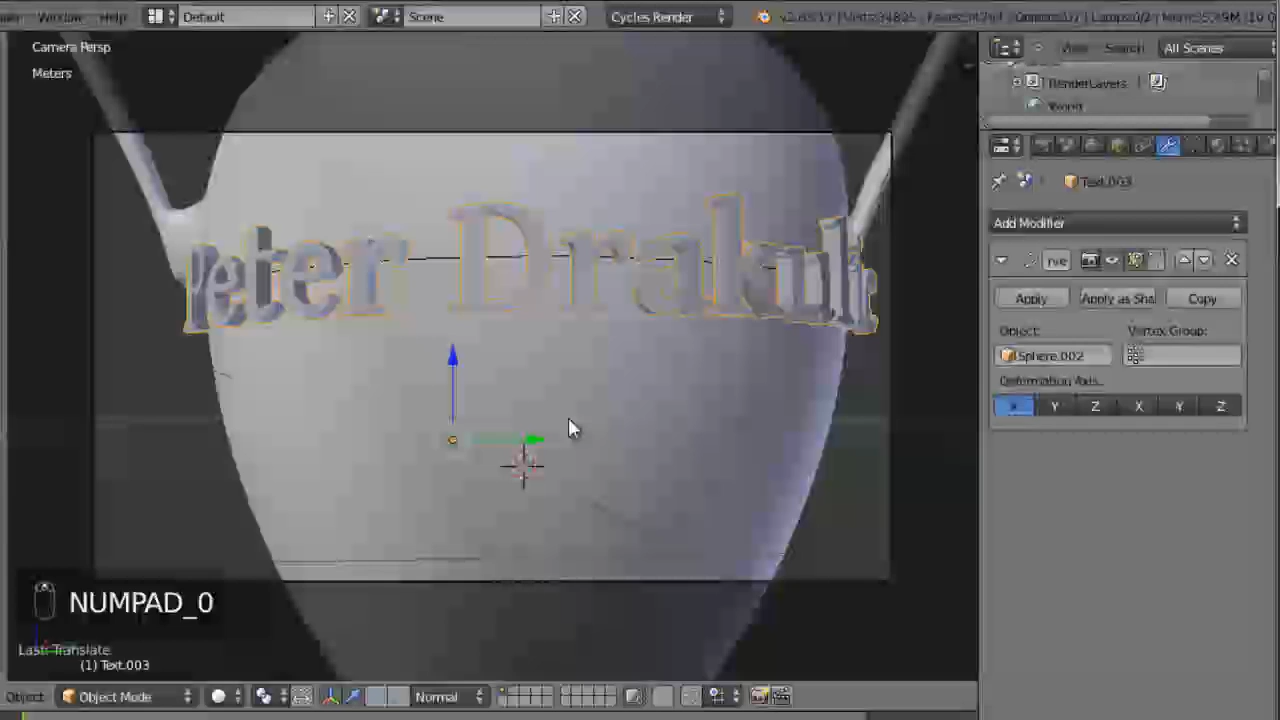 Window Help Default Scene Cycles Render
Camera Persp
Meters
View Search All Scenes
RenderLayers
World
Text.003
Add Modifier
Apply Apply as Sha Copy
Object: Vertex Group:
Sphere.002
Deformation Axis:
X Y Z X Y Z
Peter Drakulic
NUMPAD_0
Last: Translate
(1) Text.003
Object Object Mode Normal